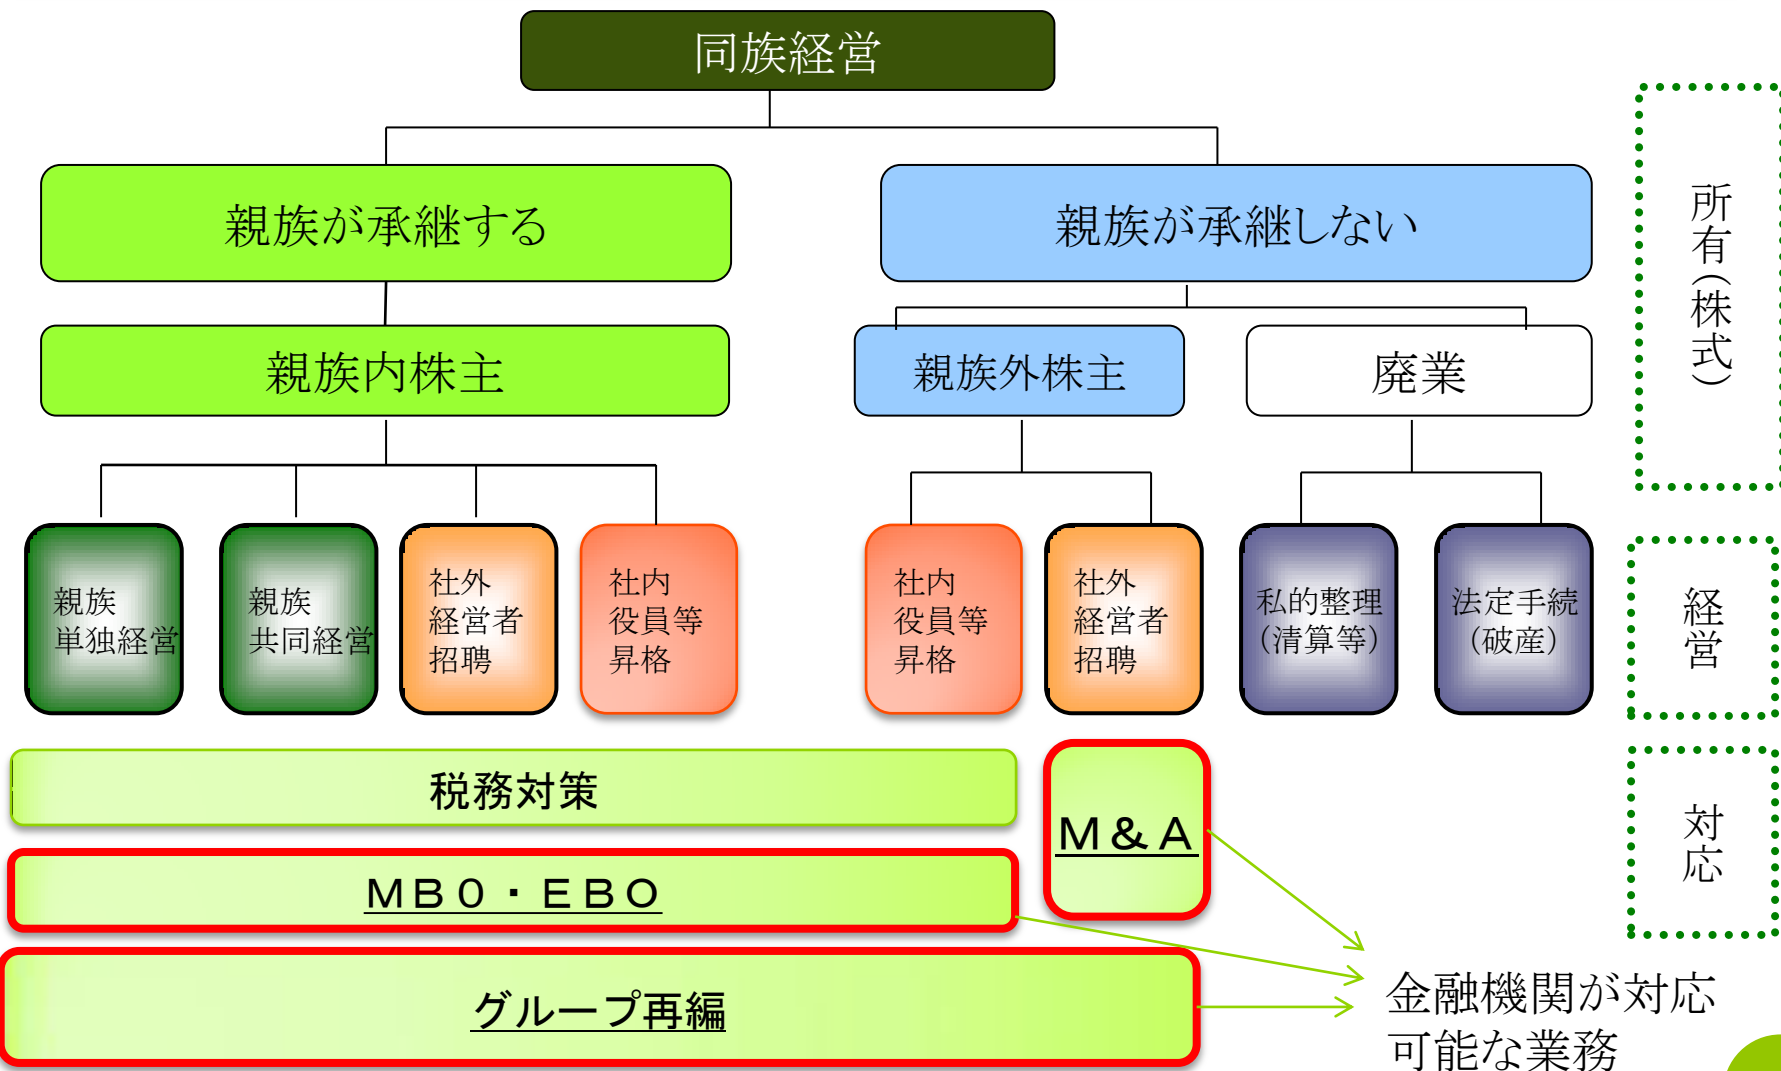 同族経営
親族が承継する
親族が承継しない
所有(株式)
親族内株主
親族外株主
廃業
親族
単独経営
親族
共同経営
社外
経営者
招聘
社内
役員等
昇格
社内
役員等
昇格
社外
経営者
招聘
私的整理
(清算等)
法定手続
(破産)
経営
税務対策
M&A
対応
MBO・EBO
グループ再編
金融機関が対応
可能な業務